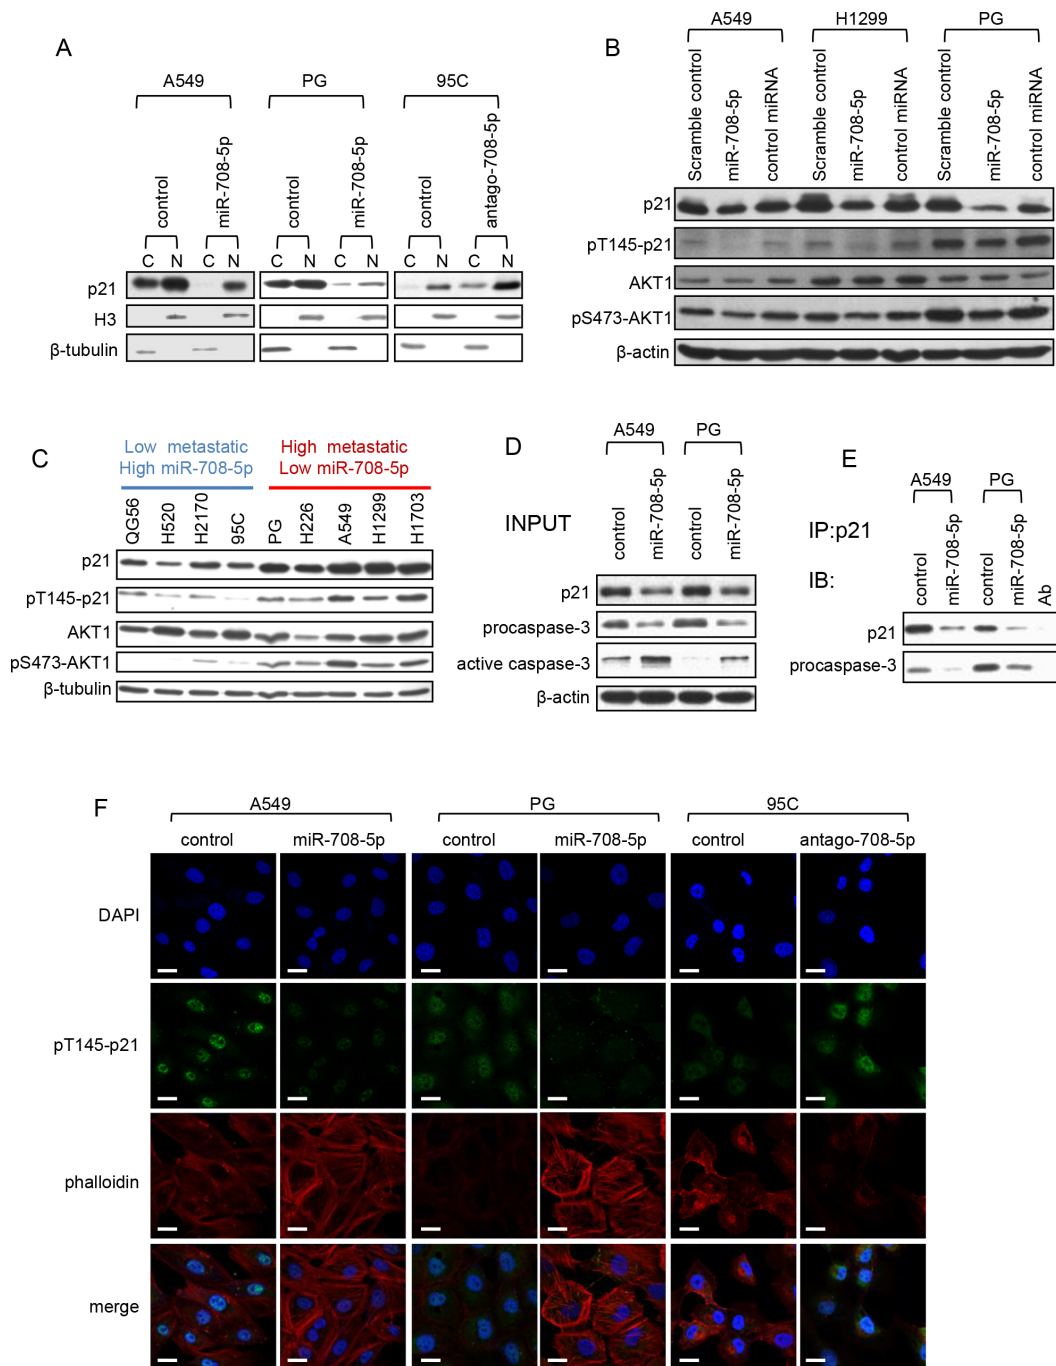 A
A549
PG
95C
control
miR-708-5p
control
miR-708-5p
control
antago-708-5p
C N C N C N C N C N C N
p21
H3
β-tubulin
B
A549
H1299
PG
Scramble control
miR-708-5p
control miRNA
Scramble control
miR-708-5p
control miRNA
Scramble control
miR-708-5p
control miRNA
p21
pT145-p21
AKT1
pS473-AKT1
β-actin
C
Low metastatic
High miR-708-5p
High metastatic
Low miR-708-5p
QG56
H520
H2170
95C
PG
H226
A549
H1299
H1703
p21
pT145-p21
AKT1
pS473-AKT1
β-tubulin
D
A549
PG
INPUT
control
miR-708-5p
control
miR-708-5p
p21
procaspase-3
active caspase-3
β-actin
E
A549
PG
IP:p21
IB:
control
miR-708-5p
control
miR-708-5p
Ab
p21
procaspase-3
F
A549
PG
95C
control
miR-708-5p
control
miR-708-5p
control
antago-708-5p
DAPI
pT145-p21
phalloidin
merge